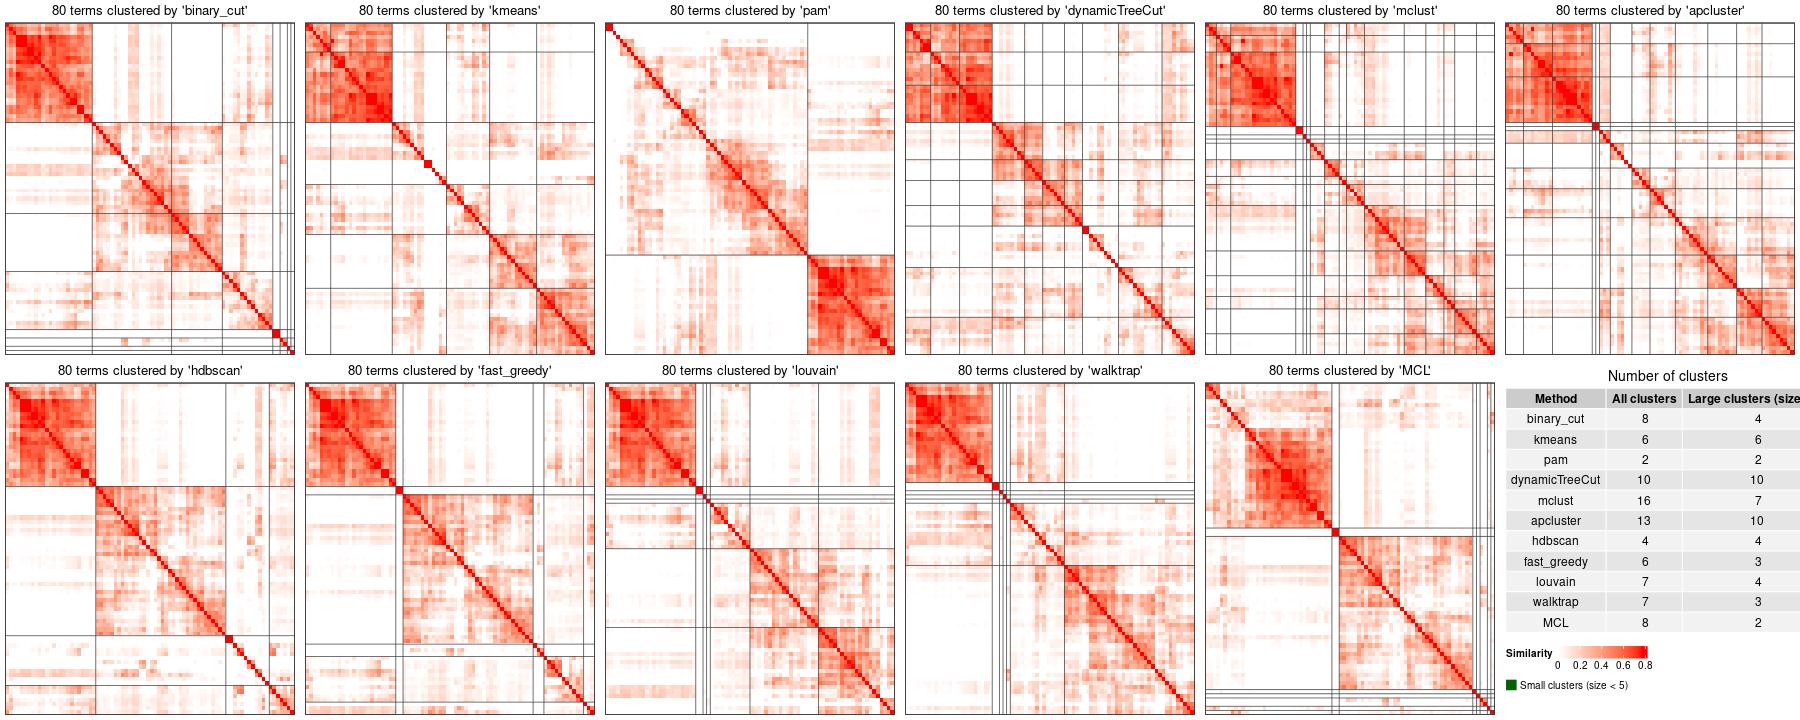 80 terms clustered by 'binary_cut'
80 terms clustered by 'kmeans'
80 terms clustered by 'pam'
80 terms clustered by 'dynamicTreeCut'
80 terms clustered by 'mclust'
80 terms clustered by 'apcluster'
80 terms clustered by 'hdbscan'
80 terms clustered by 'fast_greedy'
80 terms clustered by 'louvain'
80 terms clustered by 'walktrap'
80 terms clustered by 'MCL'
Number of clusters
Method All clusters Large clusters (size
binary_cut 8 4
kmeans 6 6
pam 2 2
dynamicTreeCut 10 10
mclust 16 7
apcluster 13 10
hdbscan 4 4
fast_greedy 6 3
louvain 7 4
walktrap 7 3
MCL 8 2
Similarity
0 0.2 0.4 0.6 0.8
Small clusters (size < 5)